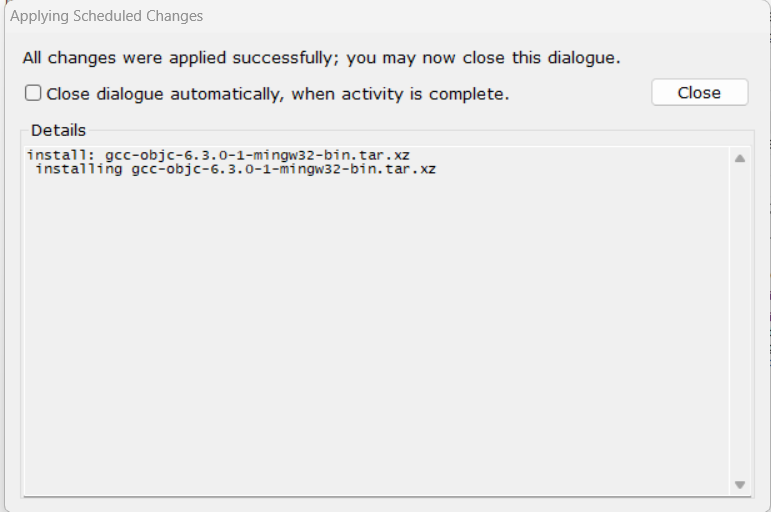 Applying Scheduled Changes
All changes were applied successfully; you may now close this dialogue.
Close dialogue automatically, when activity is complete.
Close
Details
install: gcc-objc-6.3.0-1-mingw32-bin.tar.xz
installing gcc-objc-6.3.0-1-mingw32-bin.tar.xz